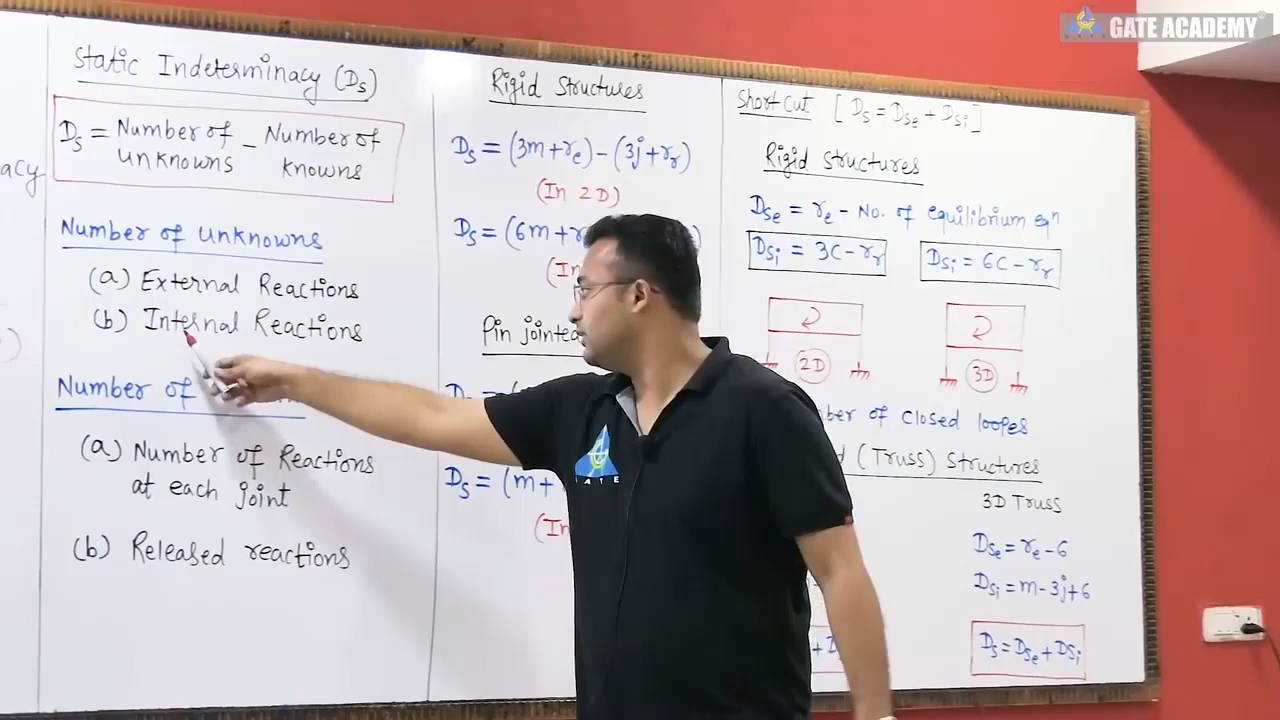 GATE ACADEMY
acacy
Static Indeterminacy (Ds)
Ds = Number of unknowns - Number of knowns
Number of unknowns
(a) External Reactions
(b) Internal Reactions
Number of
(a) Number of Reactions
at each joint
(b) Released reactions
Rigid Structures
Ds = (3m+re) - (3j+rr)
(In 2D)
Ds = (6m+r
(In
Pin jointed
Ds = (m+
(In
Short Cut [Ds = Dse + Dsi]
Rigid structures
Dse = re - No. of equilibrium eqn
Dsi = 3C - rr
Dsi = 6C - rr
2D
3D
ber of closed loopes
(Truss) Structures
3D Truss
Dse = re - 6
Dsi = m - 3j + 6
Ds = Dse + Dsi
GATE